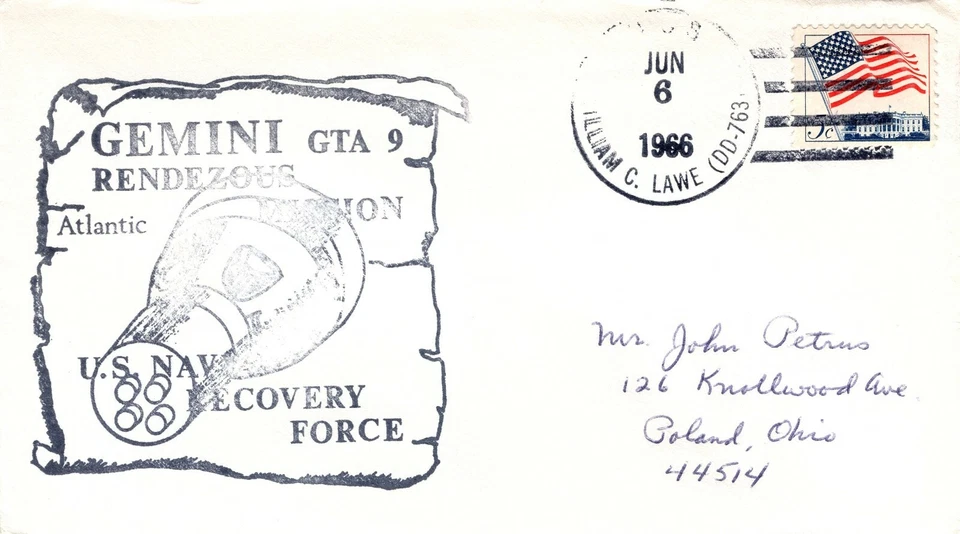 GEMINI GTA 9
RENDEZOUS
Atlantic
U.S. NAV
RECOVERY
FORCE
JUN
6
1966
ILLIAM C. LAWE (DD-763)
5c
Mr. John Petrus
126 Knollwood Ave.
Poland, Ohio
44514